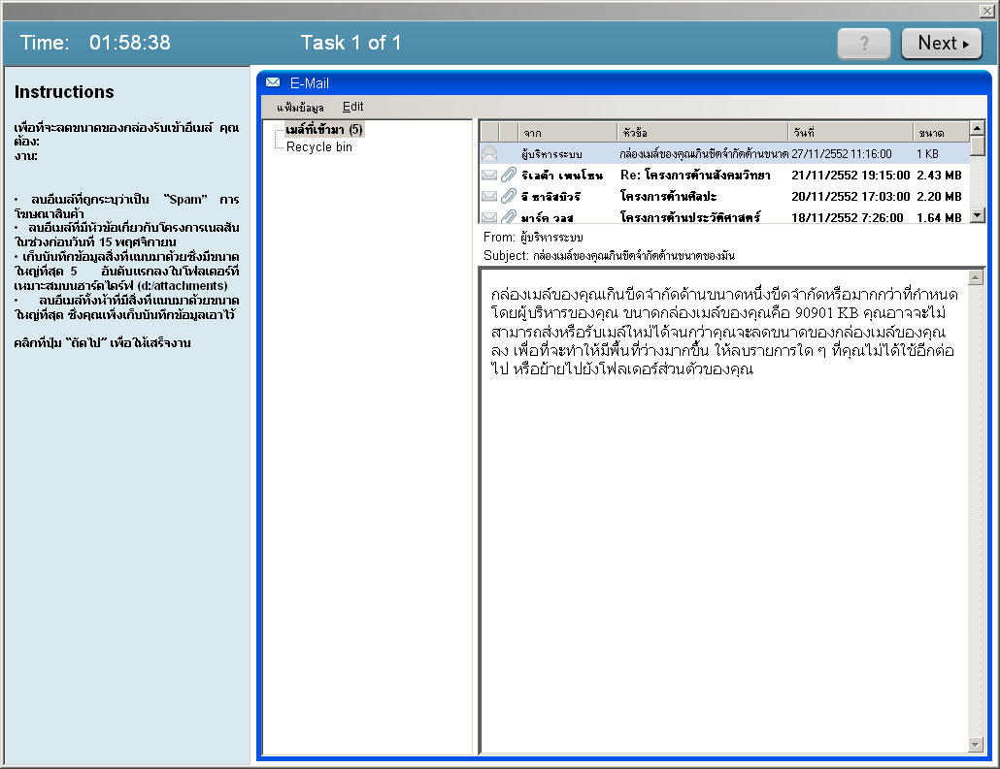 Time: 01:58:38
Task 1 of 1
?
Next
Instructions
เพื่อที่จะลดขนาดของกล่องรับเข้าอีเมล์ คุณ
ต้อง:
งาน:
• ลบอีเมล์ที่ถูกระบุว่าเป็น “Spam” การ
โฆษณาสินค้า
• ลบอีเมล์ที่มีหัวข้อเกี่ยวกับโครงการเนลสัน
ในช่วงก่อนวันที่ 15 พฤศจิกายน
• เก็บบันทึกข้อมูลสิ่งที่แนบมาด้วยซึ่งมีขนาด
ใหญ่ที่สุด 5 อันดับแรกลงในโฟลเดอร์ที่
เหมาะสมบนฮาร์ดไดร์ฟ (d:/attachments)
• ลบอีเมล์ทั้งห้าที่มีสิ่งที่แนบมาด้วยขนาด
ใหญ่ที่สุด ซึ่งคุณเพิ่งเก็บบันทึกข้อมูลเอาไว้
คลิกที่ปุ่ม “ถัดไป” เพื่อให้เสร็จงาน
E-Mail
แฟ้มข้อมูล Edit
เมล์ที่เข้ามา (5)
Recycle bin
จาก หัวข้อ วันที่ ขนาด
ผู้บริหารระบบ กล่องเมล์ของคุณเกินขีดจำกัดด้านขนาด 27/11/2552 11:16:00 1 KB
ริเอต้า เพนโธน Re: โครงการด้านสังคมวิทยา 21/11/2552 19:15:00 2.43 MB
ลี ชาริสบิวรี โครงการด้านศิลปะ 20/11/2552 17:03:00 2.20 MB
มาร์ค วอส โครงการด้านประวัติศาสตร์ 18/11/2552 7:26:00 1.64 MB
From: ผู้บริหารระบบ
Subject: กล่องเมล์ของคุณเกินขีดจำกัดด้านขนาดของมัน
กล่องเมล์ของคุณเกินขีดจำกัดด้านขนาดหนึ่งขีดจำกัดหรือมากกว่าที่กำหนด
โดยผู้บริหารของคุณ ขนาดกล่องเมล์ของคุณคือ 90901 KB คุณอาจจะไม่
สามารถส่งหรือรับเมล์ใหม่ได้จนกว่าคุณจะลดขนาดของกล่องเมล์ของคุณ
ลง เพื่อที่จะทำให้มีพื้นที่ว่างมากขึ้น ให้ลบรายการใด ๆ ที่คุณไม่ได้ใช้อีกต่อ
ไป หรือย้ายไปยังโฟลเดอร์ส่วนตัวของคุณ